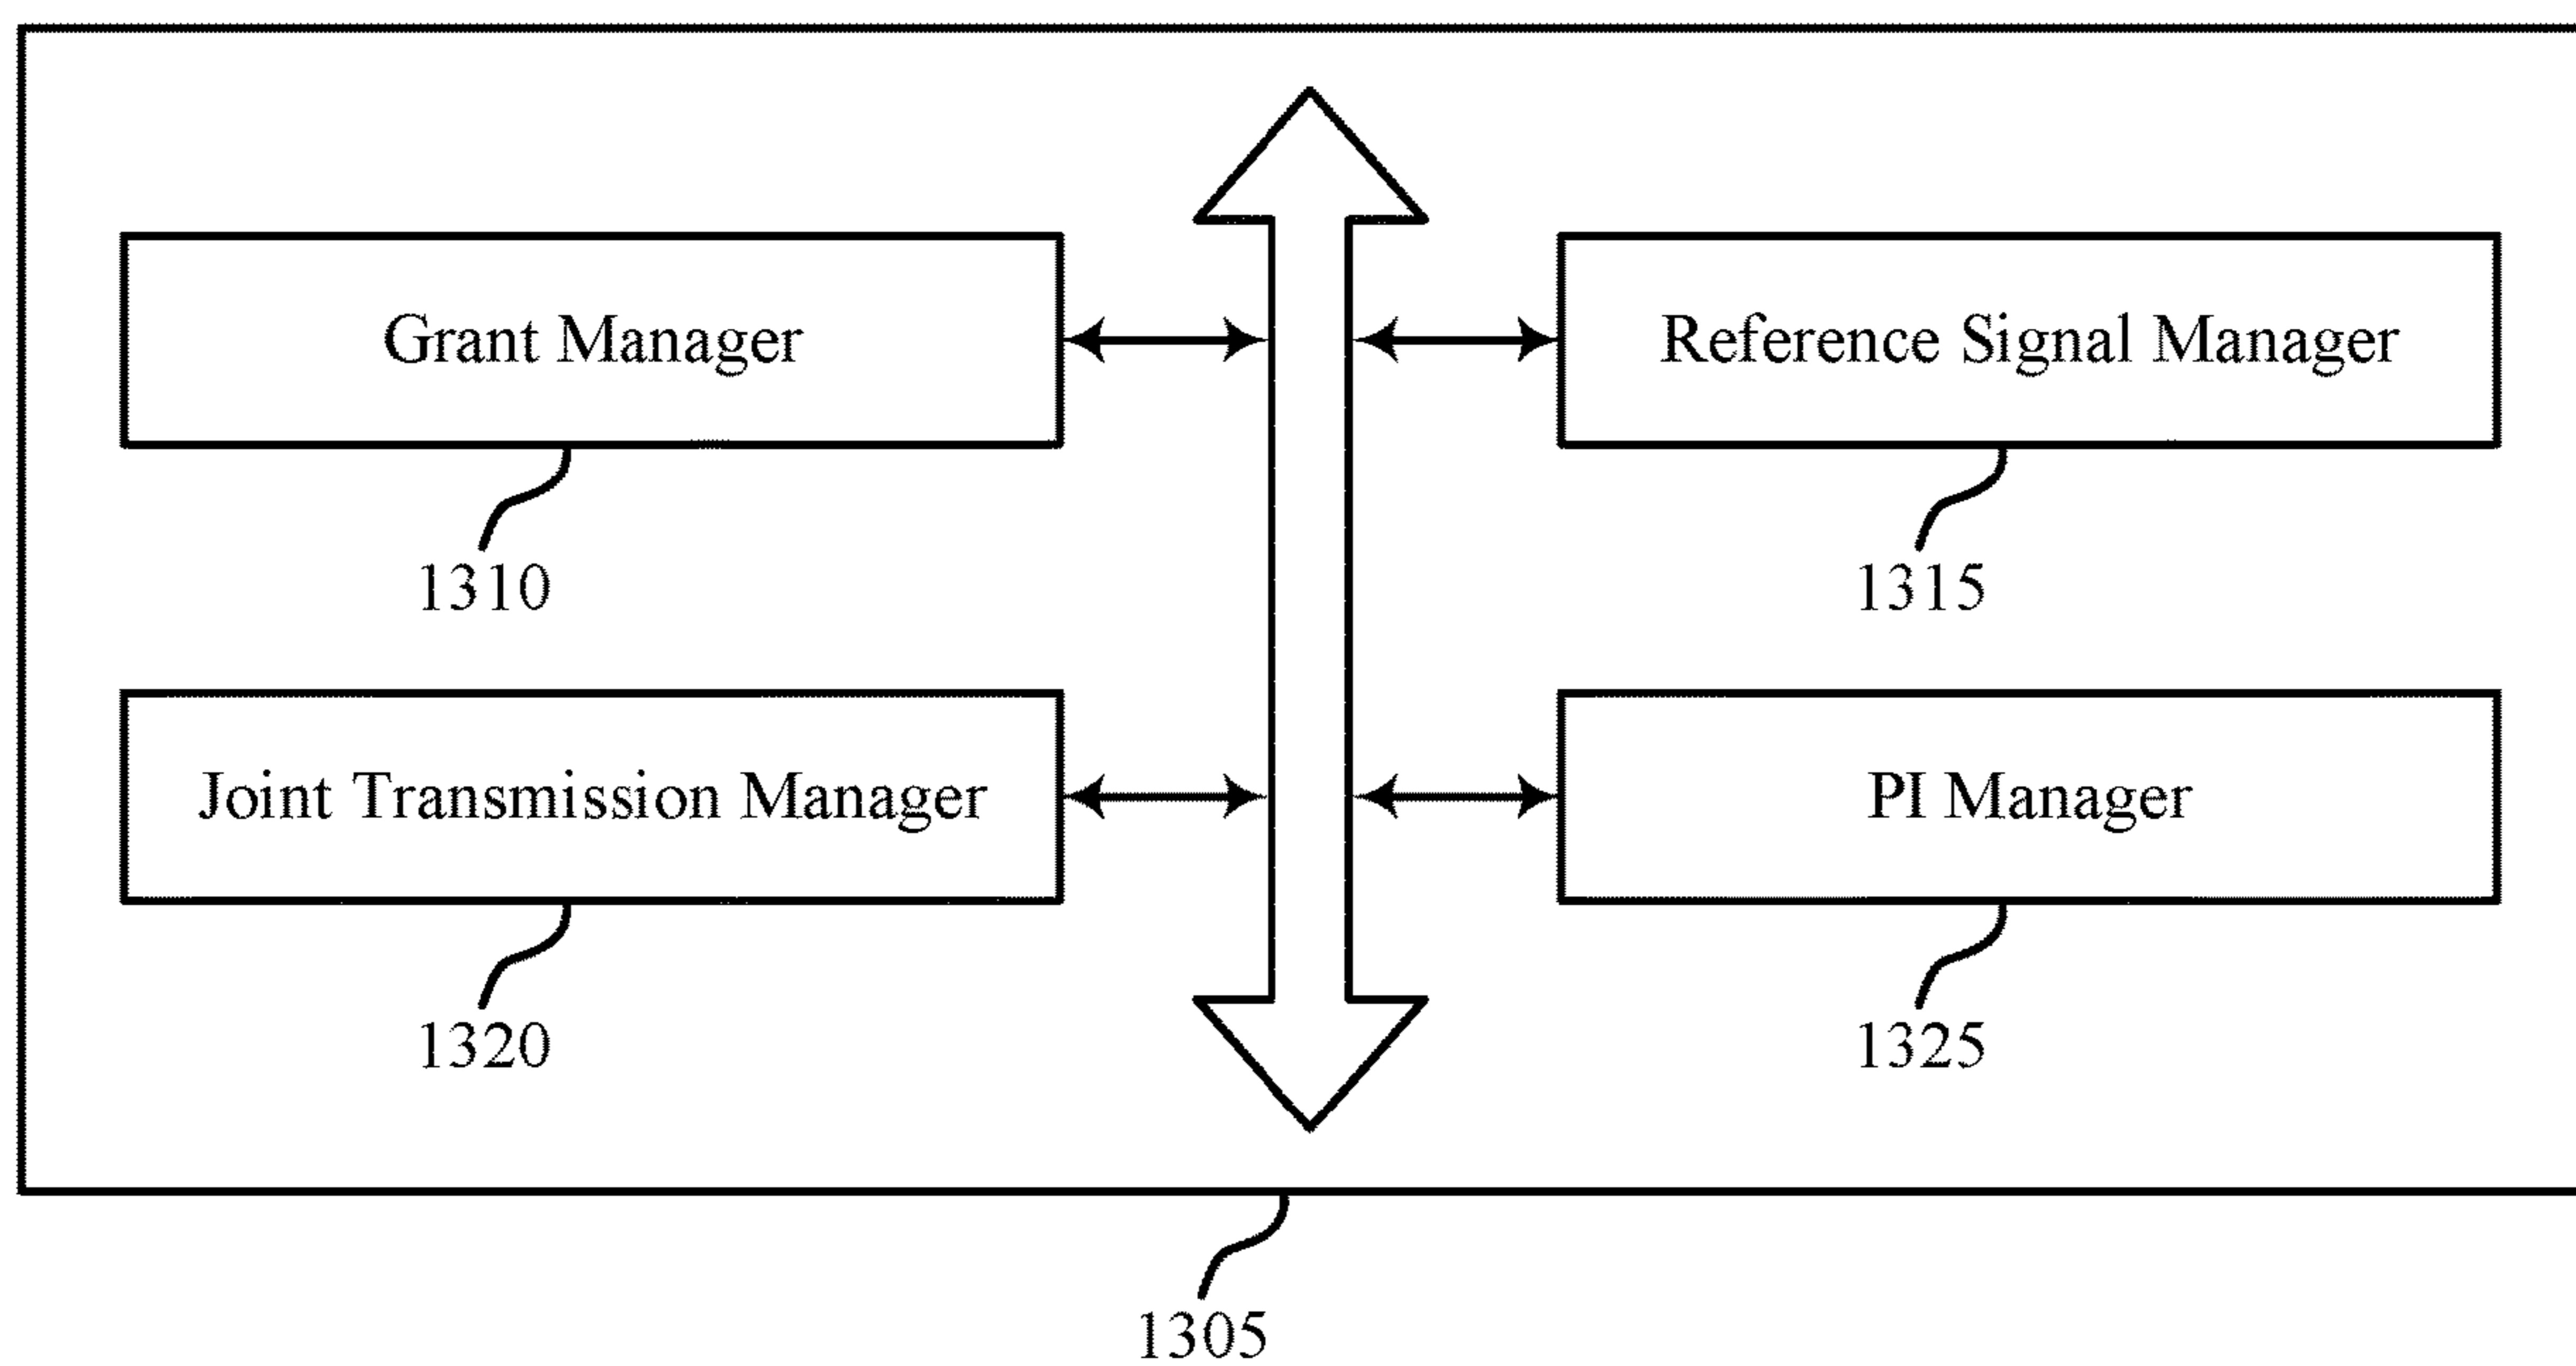 Grant Manager
Reference Signal Manager
1310
1315
Joint Transmission Manager
PI Manager
1320
1325
1305